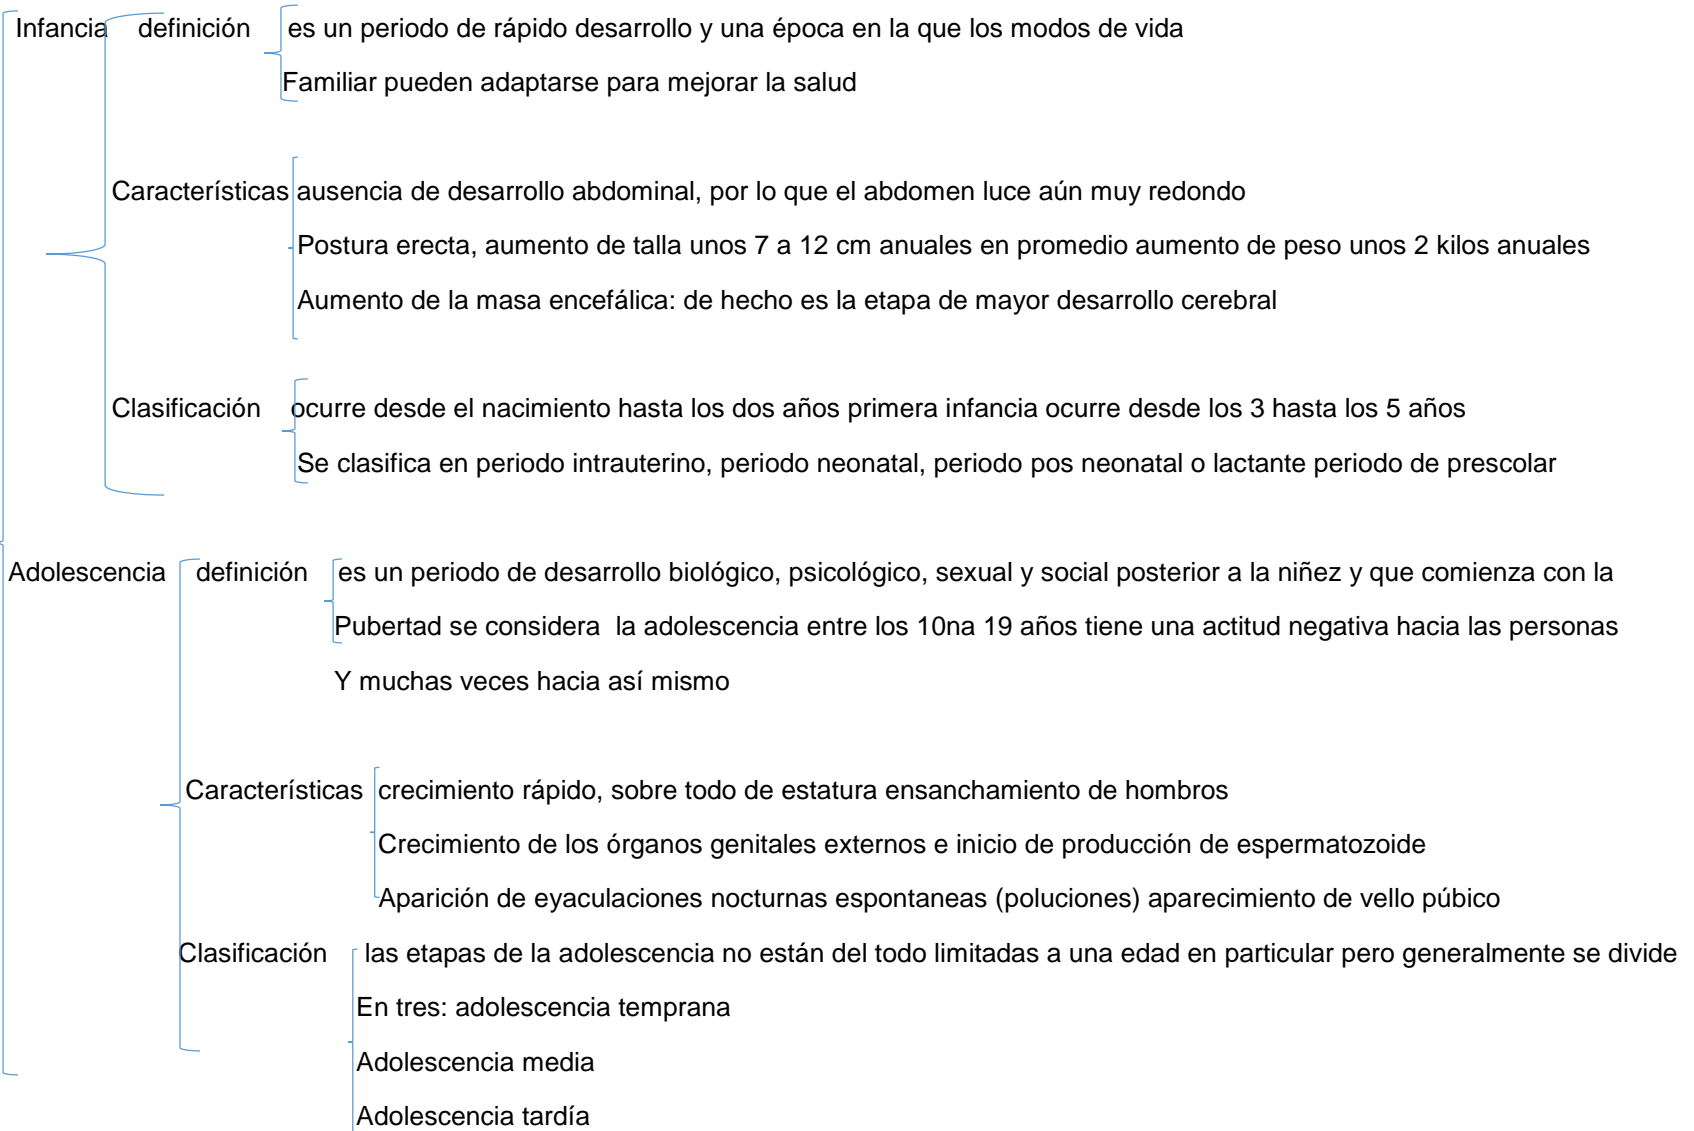 Infancia definición es un periodo de rápido desarrollo y una época en la que los modos de vida
Familiar pueden adaptarse para mejorar la salud
Característicás ausencia de desarrollo abdominal, por lo que el abdomen luce aún muy redondo
Postura erecta, aumento de talla unos 7 a 12 cm anuales en promedio aumento de peso unos 2 kilos anuales
Aumento de la masa encefálica: de hecho es la etapa de mayor desarrollo cerebral
Clasificación ocurre desde el nacimiento hasta los dos años primera infancia ocurre desde los 3 hasta los 5 años
Se clasifica en periodo intrauterino, periodo neonatal, periodo pos neonatal o lactante periodo de prescolar
Adolescencia definición es un periodo de desarrollo biológico, psicológico, sexual y social posterior a la niñez y que comienza con la
Pubertad se considera la adolescencia entre los 10na 19 años tiene una actitud negativa hacia las personas
Y muchas veces hacia así mismo
Característicás crecimiento rápido, sobre todo de estatura ensanchamiento de hombros
Crecimiento de los órganos genitales externos e inicio de producción de espermatozoide
Aparición de eyaculaciones nocturnas espontaneas (poluciones) aparecimiento de vello púbico
Clasificación las etapas de la adolescencia no están del todo limitadas a una edad en particular pero generalmente se divide
En tres: adolescencia temprana
Adolescencia media
Adolescencia tardía